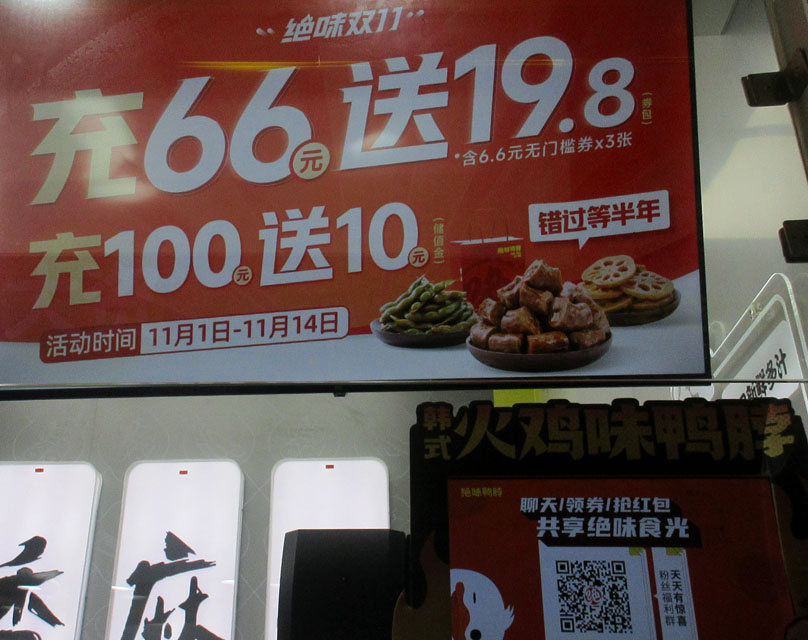 绝味双11
充66元送19.8(券包)
*含6.6元无门槛券x3张
充100元送10元(储值金)
错过等半年
活动时间 11月1日-11月14日
韩式火鸡味鸭脖
绝味鸭脖
聊天/领券/抢红包
共享绝味食光
天天有惊喜
粉丝福利群
香
麻